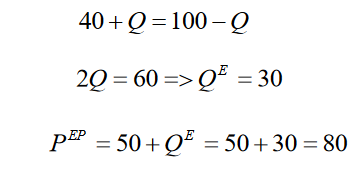 40 + Q = 100 − Q
2Q = 60 => Q^E = 30
P^EP = 50 + Q^E = 50 + 30 = 80